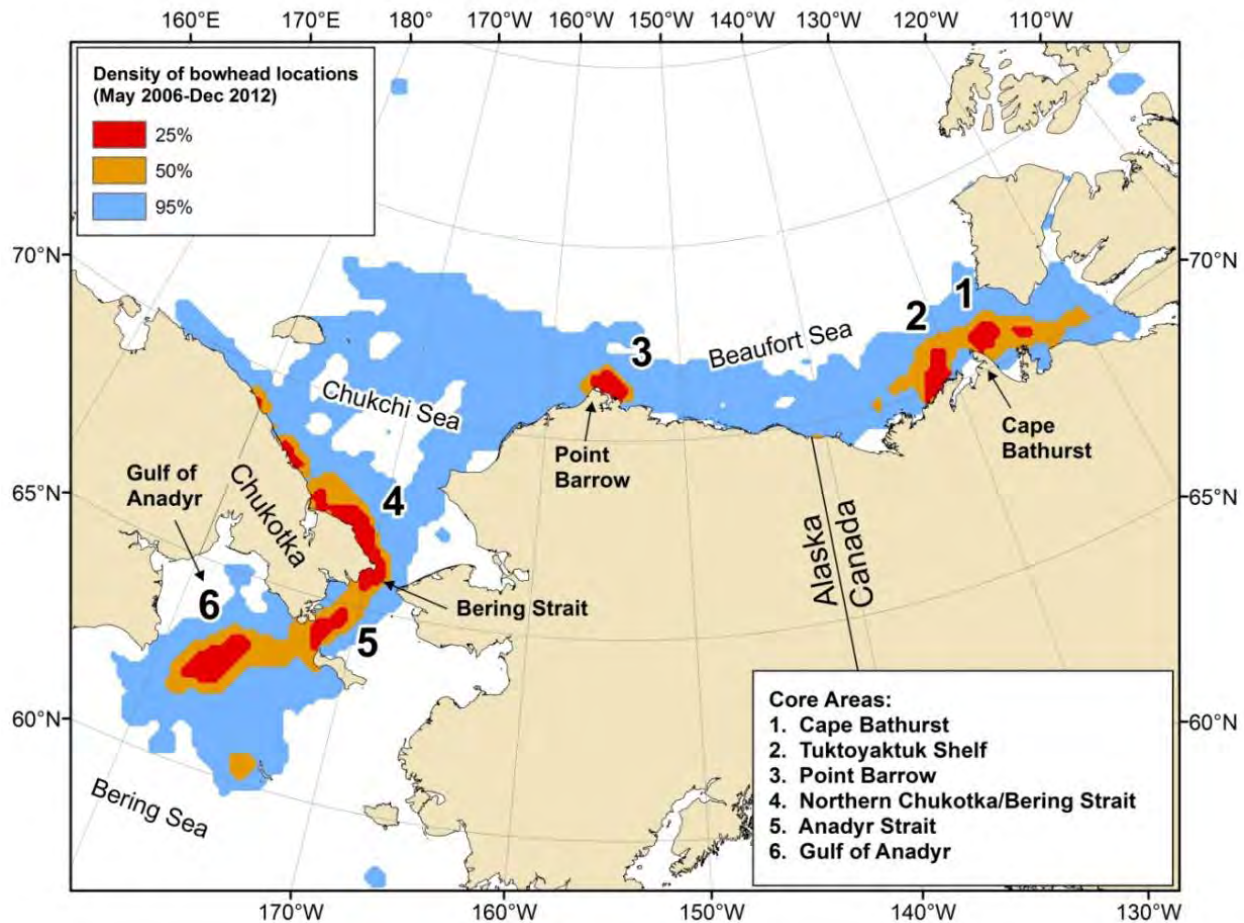 160°E 170°E 180° 170°W 160°W 150°W 140°W 130°W 120°W 110°W
Density of bowhead locations
(May 2006-Dec 2012)
25%
50%
95%
70°N
70°N
1
2
3
Beaufort Sea
Chukchi Sea
Point
Barrow
Cape
Bathurst
Gulf of
Anadyr
Chukotka
4
65°N
65°N
Alaska
Canada
6
Bering Strait
5
60°N
60°N
Bering Sea
Core Areas:
1. Cape Bathurst
2. Tuktoyaktuk Shelf
3. Point Barrow
4. Northern Chukotka/Bering Strait
5. Anadyr Strait
6. Gulf of Anadyr
170°W 160°W 150°W 140°W 130°W